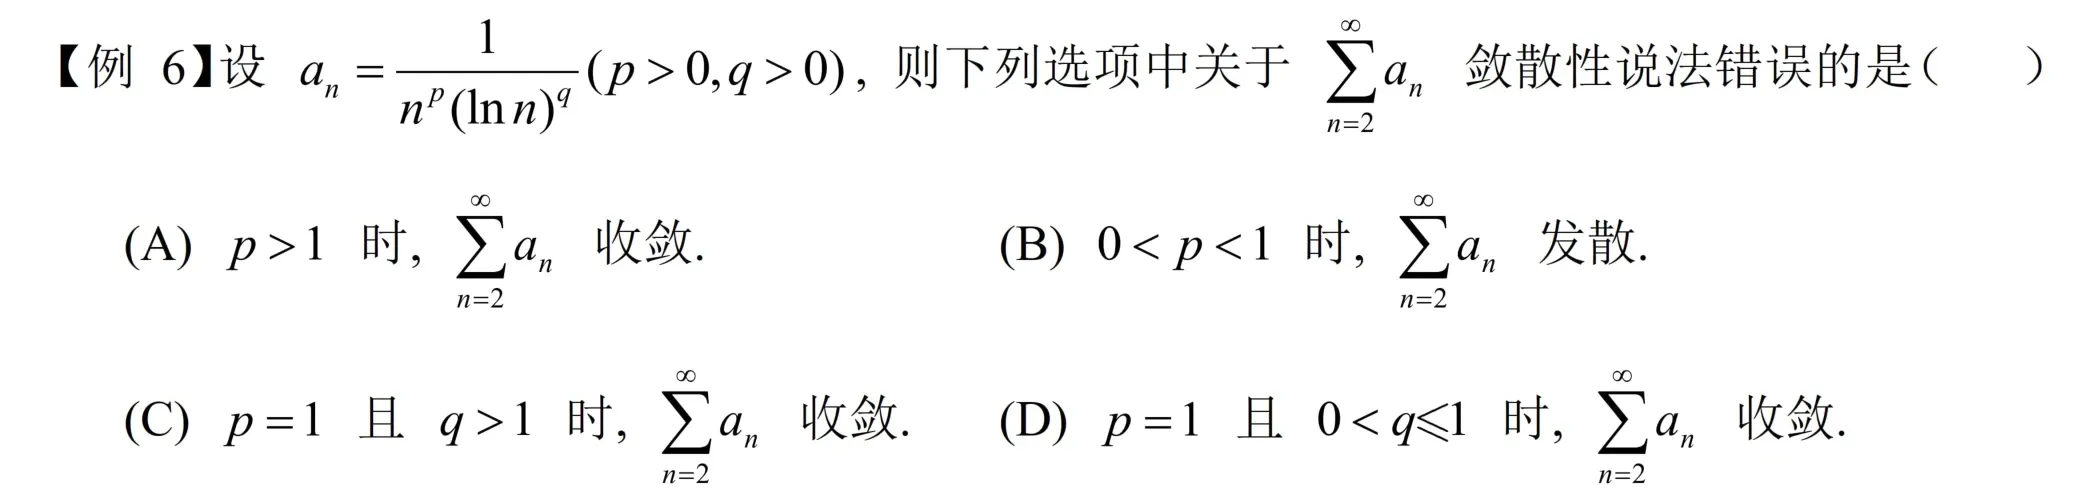 【例 6】设 $a_n = \frac{1}{n^p(\ln n)^q}(p > 0, q > 0)$, 则下列选项中关于 $\sum_{n=2}^{\infty} a_n$ 敛散性说法错误的是( )
(A) $p > 1$ 时, $\sum_{n=2}^{\infty} a_n$ 收敛. (B) $0 < p < 1$ 时, $\sum_{n=2}^{\infty} a_n$ 发散.
(C) $p = 1$ 且 $q > 1$ 时, $\sum_{n=2}^{\infty} a_n$ 收敛. (D) $p = 1$ 且 $0 < q \leqslant 1$ 时, $\sum_{n=2}^{\infty} a_n$ 收敛.